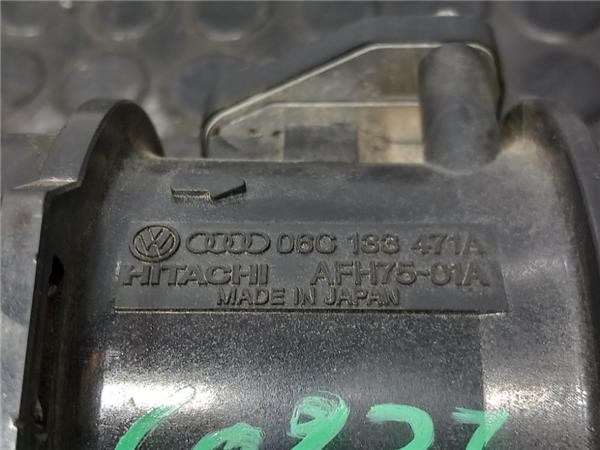 06C 133 471A
HITACHI AFH75-01A
MADE IN JAPAN